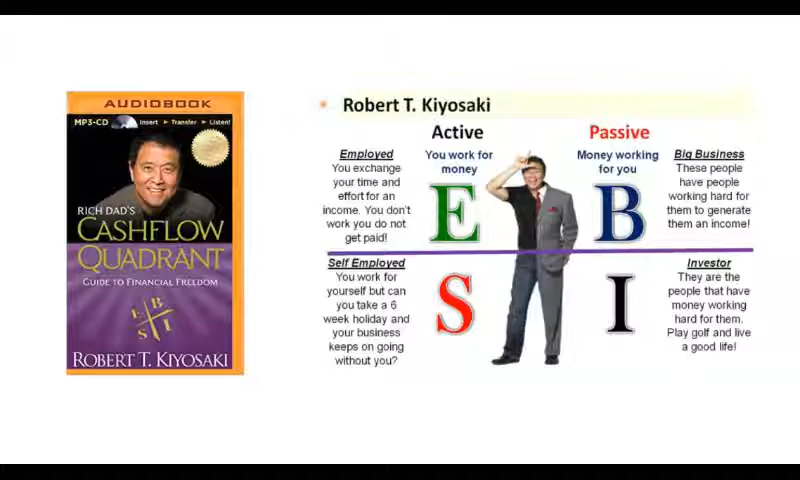 AUDIOBOOK
MP3-CD Insert ▸ Transfer ▸ Listen!
RICH DAD'S
CASHFLOW
QUADRANT
GUIDE TO FINANCIAL FREEDOM
E B
S I
ROBERT T. KIYOSAKI
• Robert T. Kiyosaki
Active
Passive
Employed
You exchange
your time and
effort for an
income. You don't
work you do not
get paid!
You work for
money
E
Money working
for you
B
Big Business
These people
have people
working hard for
them to generate
them an income!
Self Employed
You work for
yourself but can
you take a 6
week holiday and
your business
keeps on going
without you?
S
I
Investor
They are the
people that have
money working
hard for them.
Play golf and live
a good life!